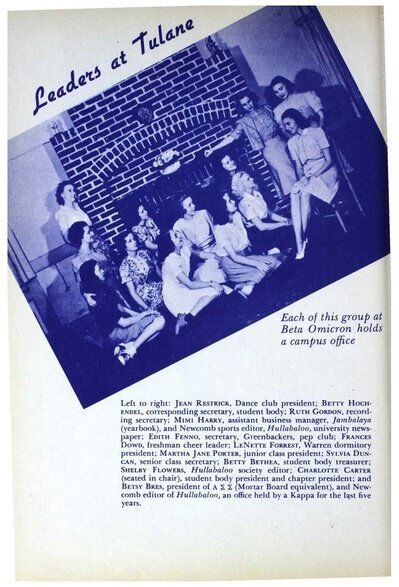 Leaders at Tulane
Each of this group at
Beta Omicron holds
a campus office
Left to right: JEAN RESTRICK, Dance club president; BETTY HOCH-
ENDEL, corresponding secretary, student body; RUTH GORDON, record-
ing secretary; MIMI HARRY, assistant business manager, Jambalaya
(yearbook), and Newcomb sports editor, Hullabaloo, university news-
paper; EDITH FENNO, secretary, Greenbackers, pep club; FRANCES
DOWD, freshman cheer leader; LENETTE FORREST, Warren dormitory
president; MARTHA JANE PORTER, junior class president; SYLVIA DUN-
CAN, senior class secretary; BETTY BETHEA, student body treasurer;
SHELBY FLOWERS, Hullabaloo society editor; CHARLOTTE CARTER
(seated in chair), student body president and chapter president; and
BETSY BRES, president of Α Σ Σ (Mortar Board equivalent), and New-
comb editor of Hullabaloo, an office held by a Kappa for the last five
years.